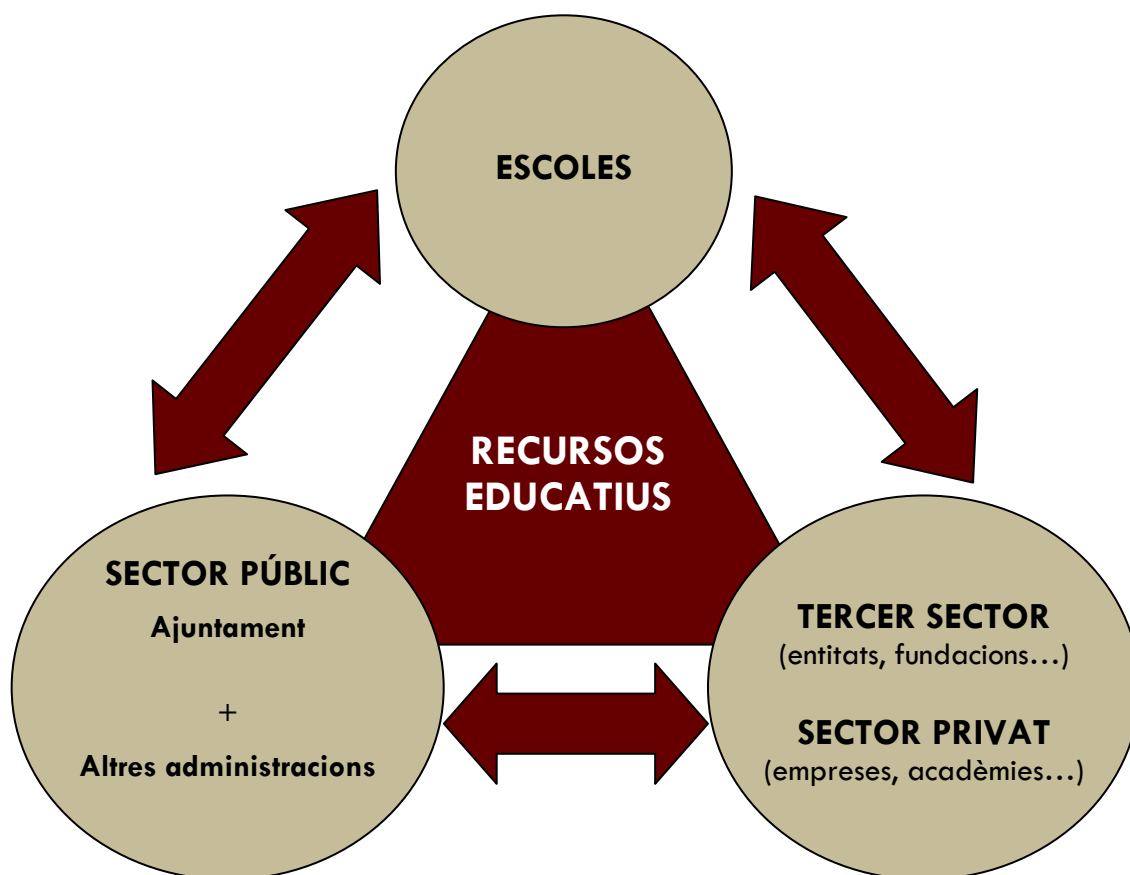 ESCOLES
RECURSOS
EDUCATIUS
SECTOR PÚBLIC
Ajuntament
+
Altres administracions
TERCER SECTOR
(entitats, fundacions…)
SECTOR PRIVAT
(empreses, acadèmies…)